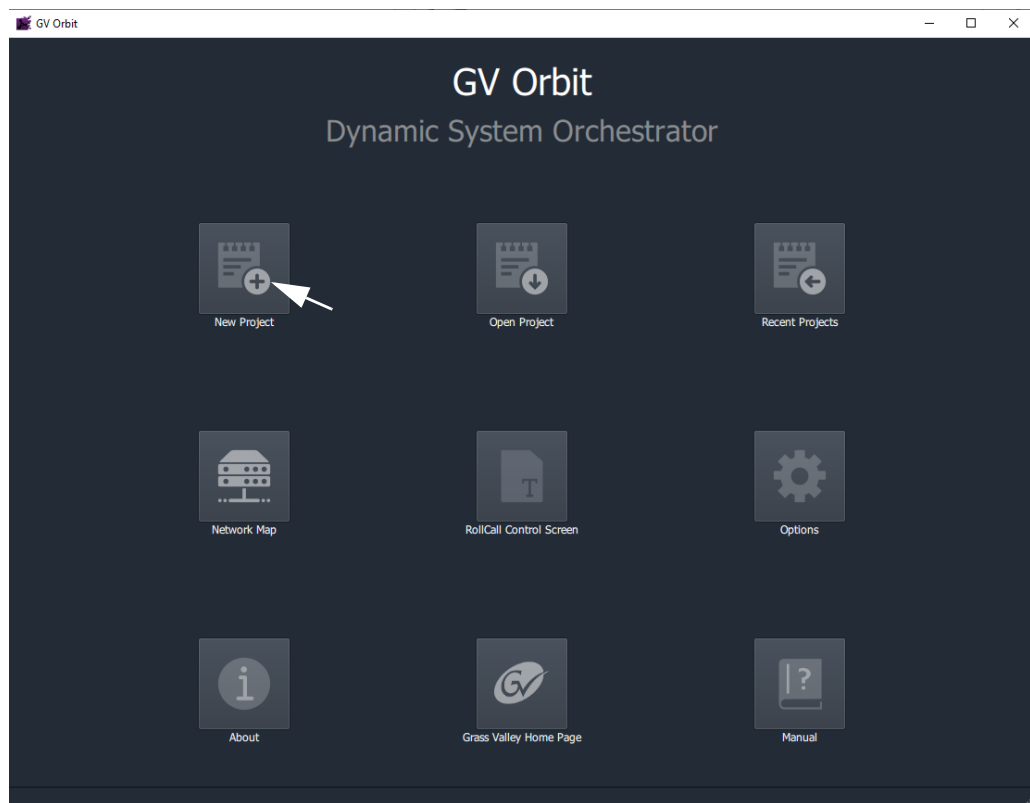 GV Orbit
GV Orbit
Dynamic System Orchestrator
New Project
Open Project
Recent Projects
T
Network Map
RollCall Control Screen
Options
i
GV
?
About
Grass Valley Home Page
Manual